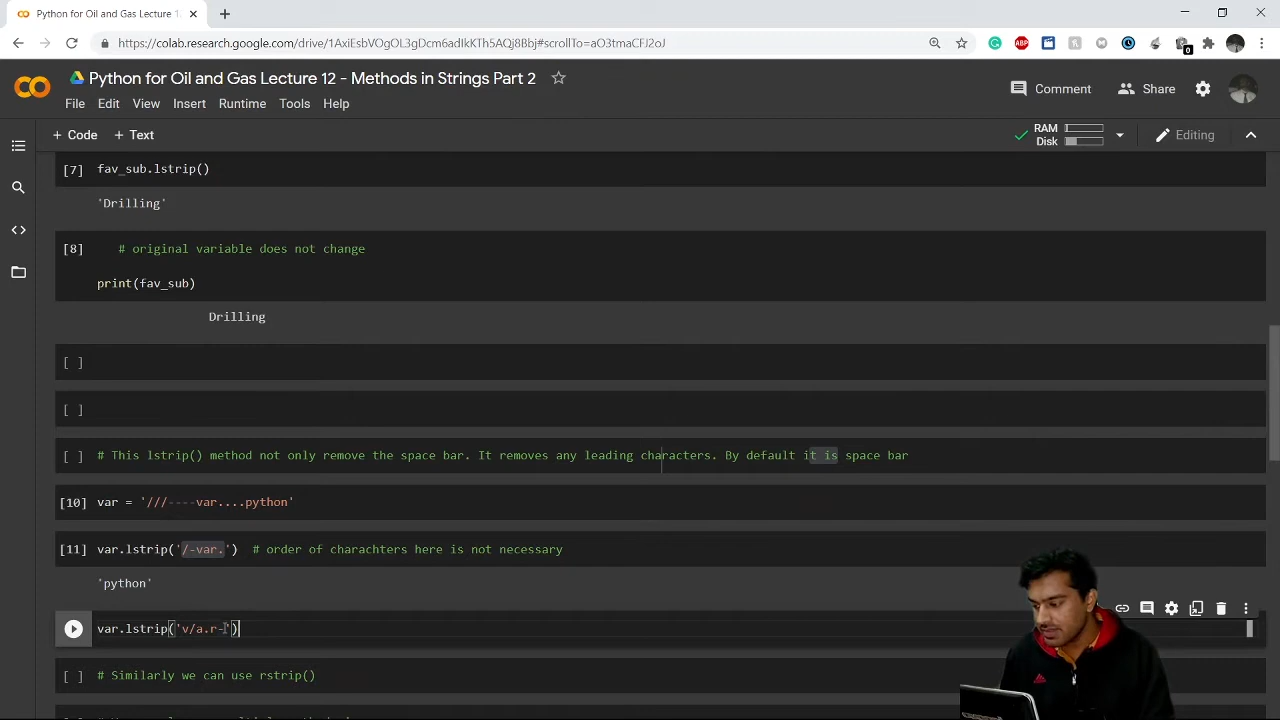 Python for Oil and Gas Lecture 1
https://colab.research.google.com/drive/1AxiEsbYOgOL3glDxm6adIkKTh5AQj8Bbj#scrollTo=aO3tmaCFJ2oJ
ABP
0
Python for Oil and Gas Lecture 12 - Methods in Strings Part 2
Comment
Share
File Edit View Insert Runtime Tools Help
+ Code + Text
RAM
Disk
Editing
[7] fav_sub.lstrip()
'Drilling'
[8] # original variable does not change
print(fav_sub)
Drilling
[ ]
[ ]
[ ] # This lstrip() method not only remove the space bar. It removes any leading characters. By default it is space bar
[10] var = '///----var....python'
[11] var.lstrip('/-var.') # order of charachters here is not necessary
'python'
var.lstrip('v/a.r-')
[ ] # Similarly we can use rstrip()